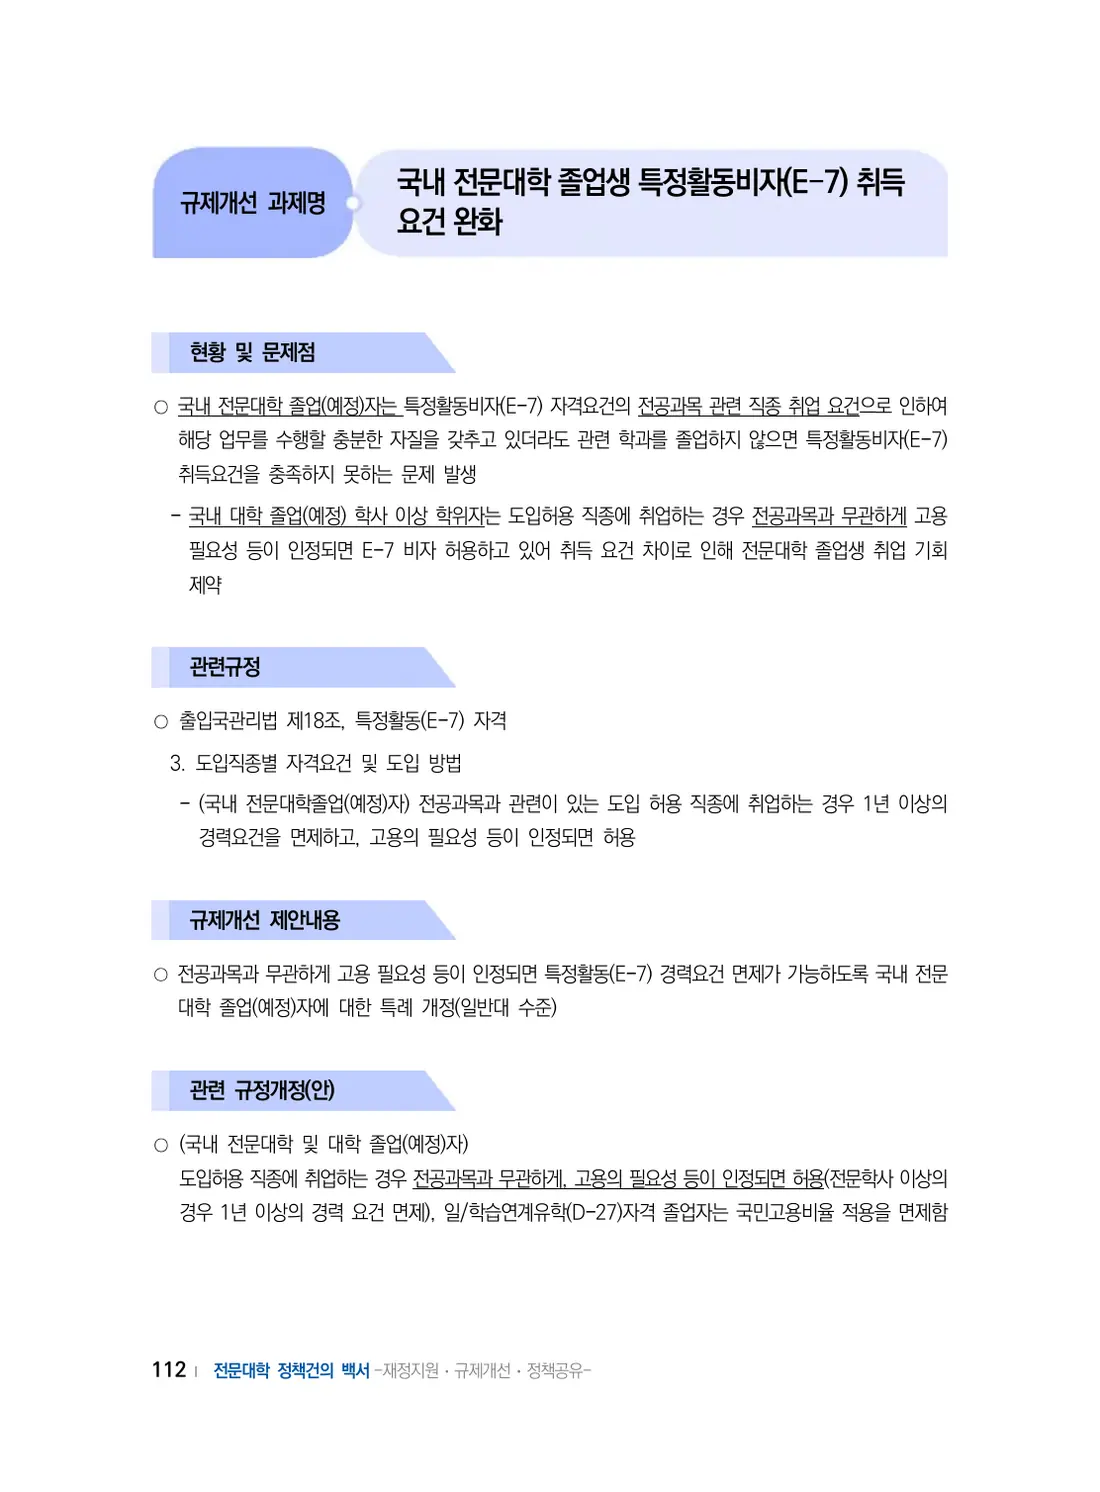 규제개선 과제명
국내 전문대학 졸업생 특정활동비자(E-7) 취득
요건 완화
현황 및 문제점
○ 국내 전문대학 졸업(예정)자는 특정활동비자(E-7) 자격요건의 전공과목 관련 직종 취업 요건으로 인하여
해당 업무를 수행할 충분한 자질을 갖추고 있더라도 관련 학과를 졸업하지 않으면 특정활동비자(E-7)
취득요건을 충족하지 못하는 문제 발생
- 국내 대학 졸업(예정) 학사 이상 학위자는 도입허용 직종에 취업하는 경우 전공과목과 무관하게 고용
필요성 등이 인정되면 E-7 비자 허용하고 있어 취득 요건 차이로 인해 전문대학 졸업생 취업 기회
제약
관련규정
○ 출입국관리법 제18조, 특정활동(E-7) 자격
3. 도입직종별 자격요건 및 도입 방법
- (국내 전문대학졸업(예정)자) 전공과목과 관련이 있는 도입 허용 직종에 취업하는 경우 1년 이상의
경력요건을 면제하고, 고용의 필요성 등이 인정되면 허용
규제개선 제안내용
○ 전공과목과 무관하게 고용 필요성 등이 인정되면 특정활동(E-7) 경력요건 면제가 가능하도록 국내 전문
대학 졸업(예정)자에 대한 특례 개정(일반대 수준)
관련 규정개정(안)
○ (국내 전문대학 및 대학 졸업(예정)자)
도입허용 직종에 취업하는 경우 전공과목과 무관하게, 고용의 필요성 등이 인정되면 허용(전문학사 이상의
경우 1년 이상의 경력 요건 면제), 일/학습연계유학(D-27)자격 졸업자는 국민고용비율 적용을 면제함
112 | 전문대학 정책건의 백서 -재정지원·규제개선·정책공유-